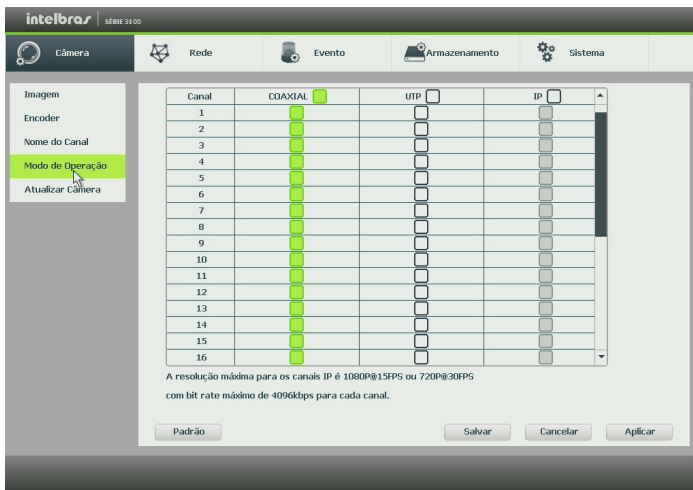 intelbras SÉRIE 3100
Câmera Rede Evento Armazenamento Sistema
Imagem
Encoder
Nome do Canal
Modo de Operação
Atualizar Câmera
Canal COAXIAL UTP IP
1
2
3
4
5
6
7
8
9
10
11
12
13
14
15
16
A resolução máxima para os canais IP é 1080P@15FPS ou 720P@30FPS
com bit rate máximo de 4096kbps para cada canal.
Padrão Salvar Cancelar Aplicar